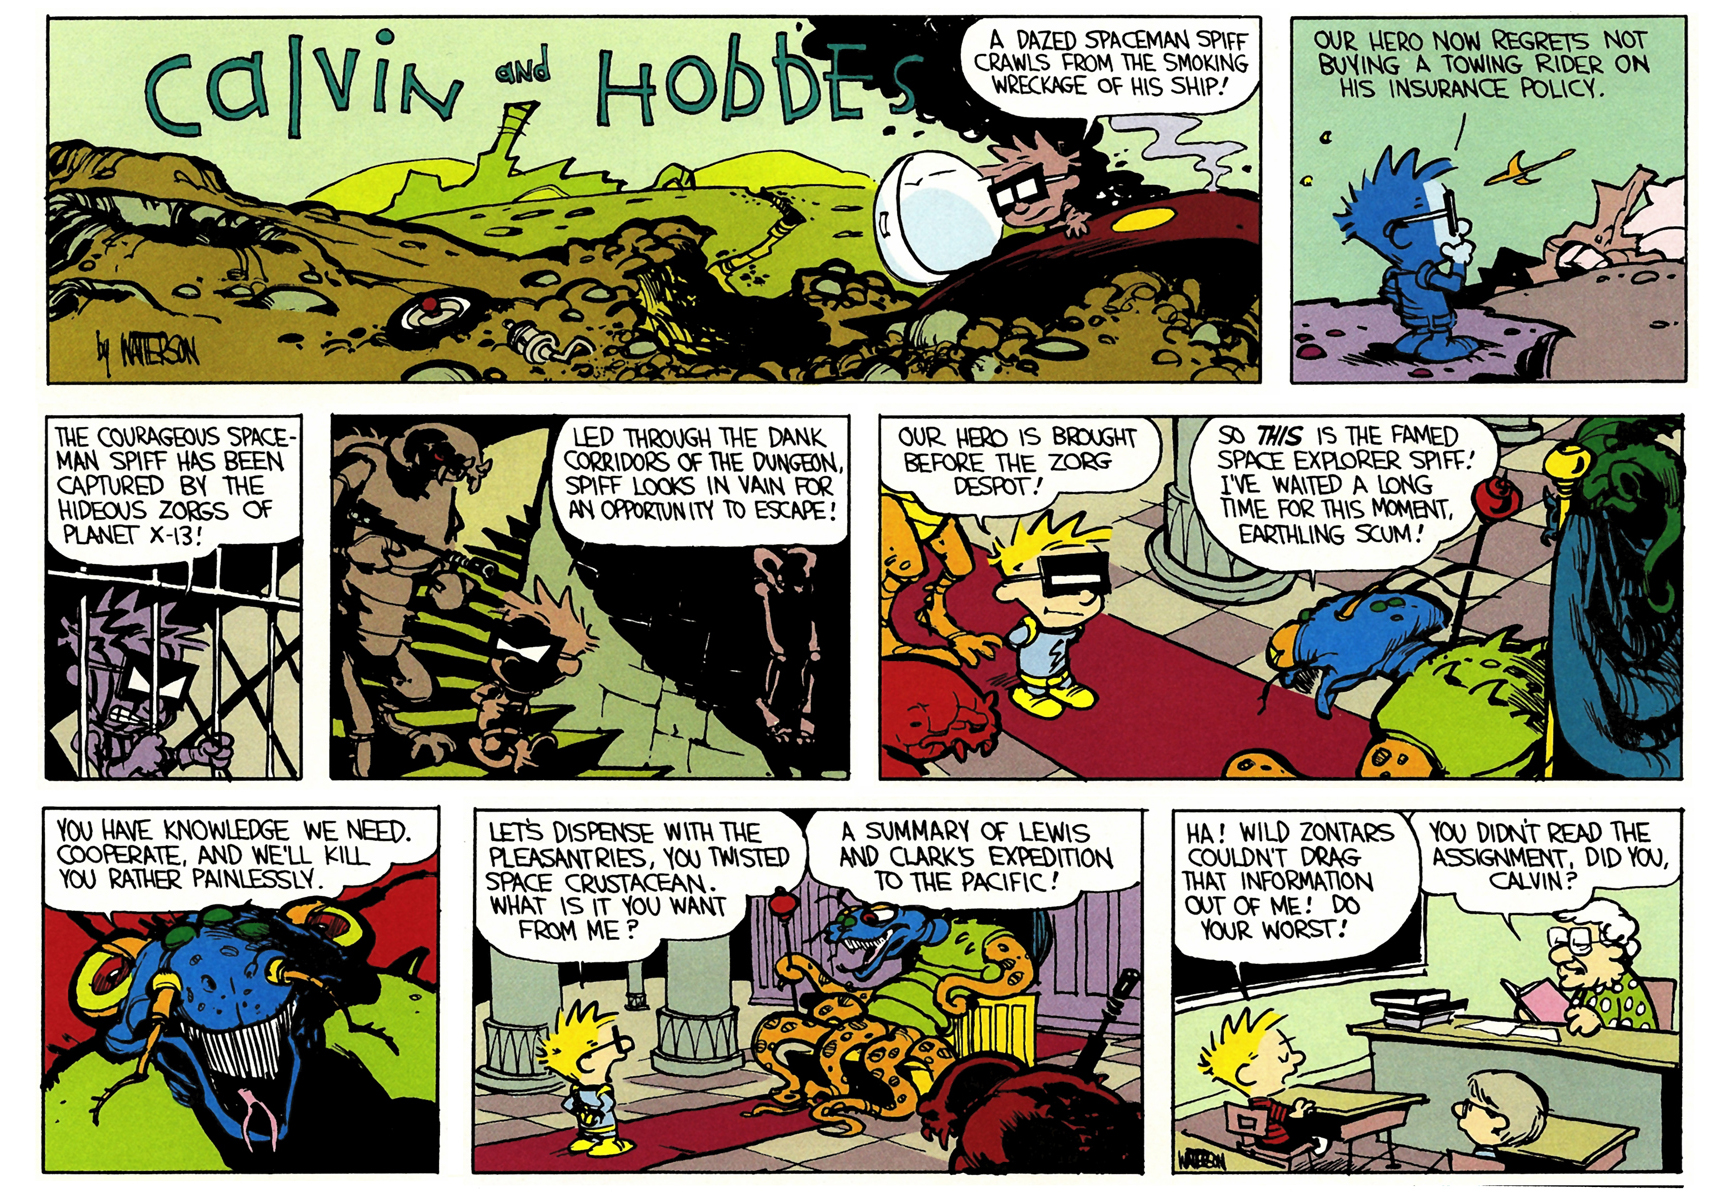 CALVIN and HOBBES
A DAZED SPACEMAN SPIFF
CRAWLS FROM THE SMOKING
WRECKAGE OF HIS SHIP!
by WATTERSON
OUR HERO NOW REGRETS NOT
BUYING A TOWING RIDER ON
HIS INSURANCE POLICY.
THE COURAGEOUS SPACE-
MAN SPIFF HAS BEEN
CAPTURED BY THE
HIDEOUS ZORGS OF
PLANET X-13!
LED THROUGH THE DANK
CORRIDORS OF THE DUNGEON,
SPIFF LOOKS IN VAIN FOR
AN OPPORTUNITY TO ESCAPE!
OUR HERO IS BROUGHT
BEFORE THE ZORG
DESPOT!
SO THIS IS THE FAMED
SPACE EXPLORER SPIFF!
I'VE WAITED A LONG
TIME FOR THIS MOMENT,
EARTHLING SCUM!
YOU HAVE KNOWLEDGE WE NEED.
COOPERATE, AND WE'LL KILL
YOU RATHER PAINLESSLY.
LET'S DISPENSE WITH THE
PLEASANTRIES, YOU TWISTED
SPACE CRUSTACEAN.
WHAT IS IT YOU WANT
FROM ME?
A SUMMARY OF LEWIS
AND CLARK'S EXPEDITION
TO THE PACIFIC!
HA! WILD ZONTARS
COULDN'T DRAG
THAT INFORMATION
OUT OF ME! DO
YOUR WORST!
YOU DIDN'T READ THE
ASSIGNMENT, DID YOU,
CALVIN?
WATTERSON